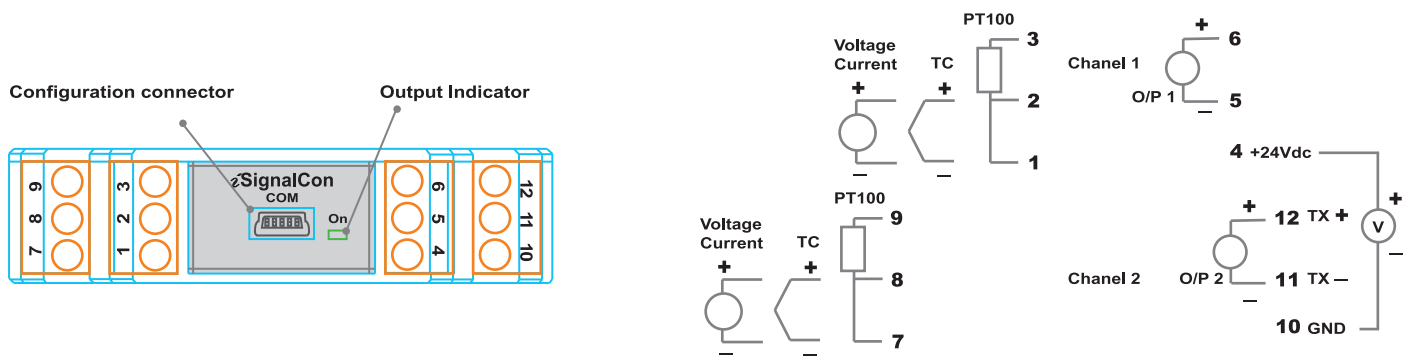 Configuration connector
Output Indicator
9
8
7
3
2
1
iSignalCon
COM
On
6
5
4
12
11
10
PT100
Voltage
Current
TC
+
+
3
2
1
—
—
Chanel 1
+
6
O/P 1
5
—
PT100
Voltage
Current
TC
+
+
9
8
7
—
—
4 +24Vdc
+
V
—
Chanel 2
+
12 TX +
O/P 2
11 TX —
—
10 GND